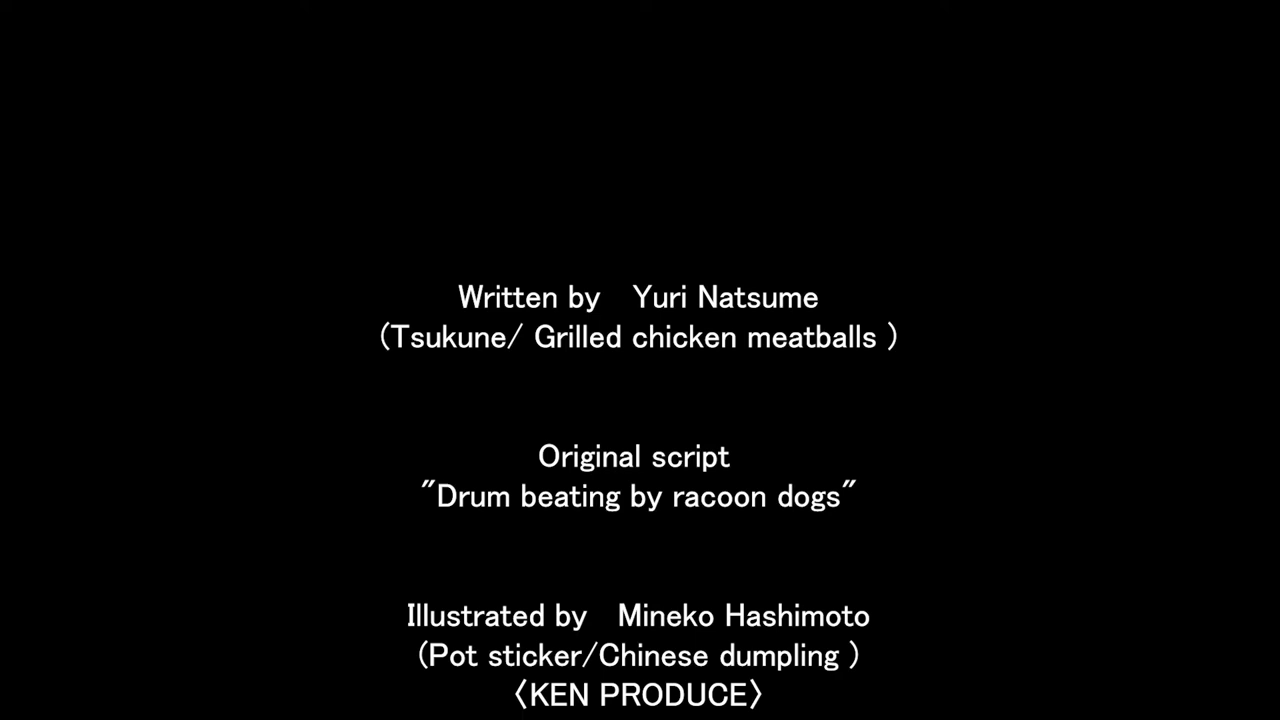 Written by　Yuri Natsume
(Tsukune/ Grilled chicken meatballs )
Original script
"Drum beating by racoon dogs"
Illustrated by　Mineko Hashimoto
(Pot sticker/Chinese dumpling )
〈KEN PRODUCE〉